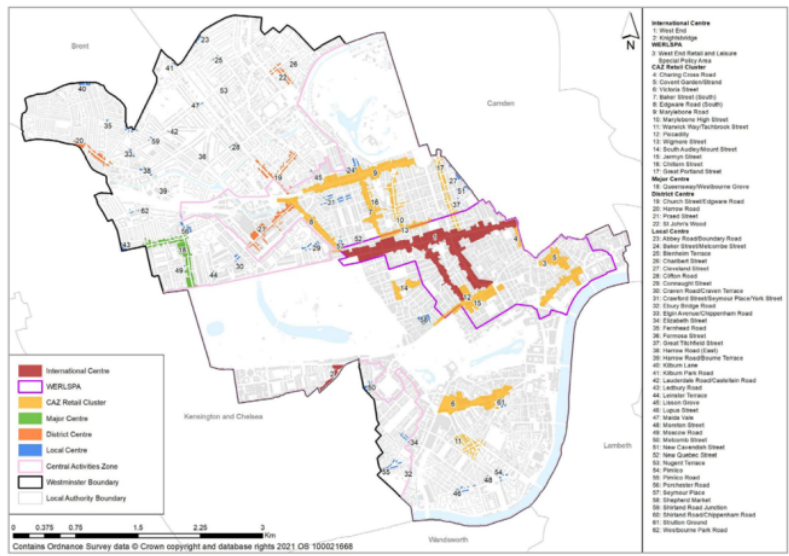 Brent
Camden
Kensington and Chelsea
Lambeth
Wandsworth
N
International Centre
WERLSPA
CAZ Retail Cluster
Major Centre
District Centre
Local Centre
Central Activities Zone
Westminster Boundary
Local Authority Boundary
0 0.375 0.75 1.5 2.25 3
Km
Contains Ordnance Survey data © Crown copyright and database rights 2021 OS 100021668
International Centre
1: West End
2: Knightsbridge
WERLSPA
3: West End Retail and Leisure
Special Policy Area
CAZ Retail Cluster
4: Charing Cross Road
5: Covent Garden/Strand
6: Victoria Street
7: Baker Street (South)
8: Edgware Road (South)
9: Marylebone Road
10: Marylebone High Street
11: Warwick Way/Tachbrook Street
12: Piccadilly
13: Wigmore Street
14: South Audley/Mount Street
15: Jermyn Street
16: Chiltern Street
17: Great Portland Street
Major Centre
18: Queensway/Westbourne Grove
District Centre
19: Church Street/Edgware Road
20: Harrow Road
21: Praed Street
22: St John's Wood
Local Centre
23: Abbey Road/Boundary Road
24: Baker Street/Melcombe Street
25: Blenheim Terrace
26: Charlbert Street
27: Cleveland Street
28: Clifton Road
29: Connaught Street
30: Craven Road/Craven Terrace
31: Crawford Street/Seymour Place/York Street
32: Ebury Bridge Road
33: Elgin Avenue/Chippenham Road
34: Elizabeth Street
35: Fernhead Road
36: Formosa Street
37: Great Titchfield Street
38: Harrow Road (East)
39: Harrow Road/Bourne Terrace
40: Kilburn Lane
41: Kilburn Park Road
42: Lauderdale Road/Castellain Road
43: Ledbury Road
44: Leinster Terrace
45: Lisson Grove
46: Lupus Street
47: Maida Vale
48: Moreton Street
49: Moscow Road
50: Motcomb Street
51: New Cavendish Street
52: New Quebec Street
53: Nugent Terrace
54: Pimlico
55: Pimlico Road
56: Porchester Road
57: Seymour Place
58: Shepherd Market
59: Shirland Road Junction
60: Shirland Road/Chippenham Road
61: Strutton Ground
62: Westbourne Park Road